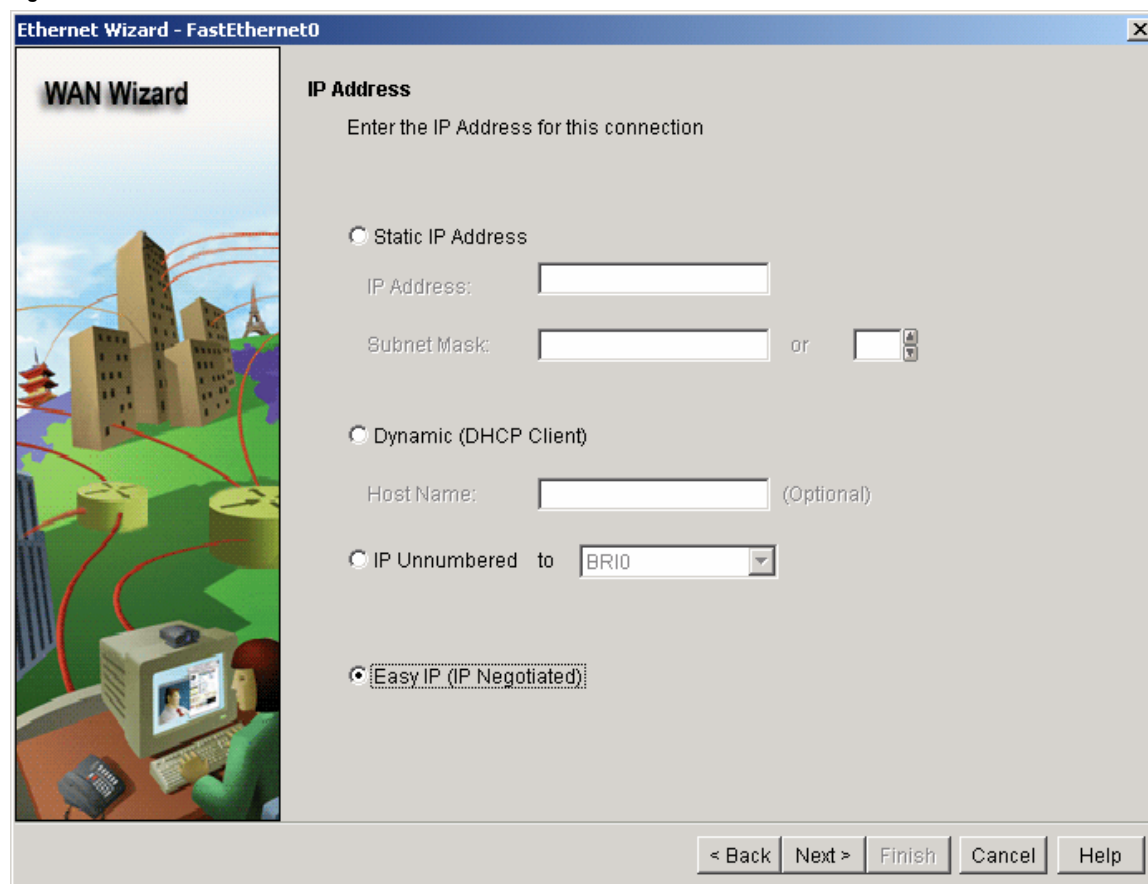 Ethernet Wizard - FastEthernet0
WAN Wizard
IP Address
Enter the IP Address for this connection
Static IP Address
IP Address:
Subnet Mask: or
Dynamic (DHCP Client)
Host Name: (Optional)
IP Unnumbered to BRI0
Easy IP (IP Negotiated)
< Back Next > Finish Cancel Help